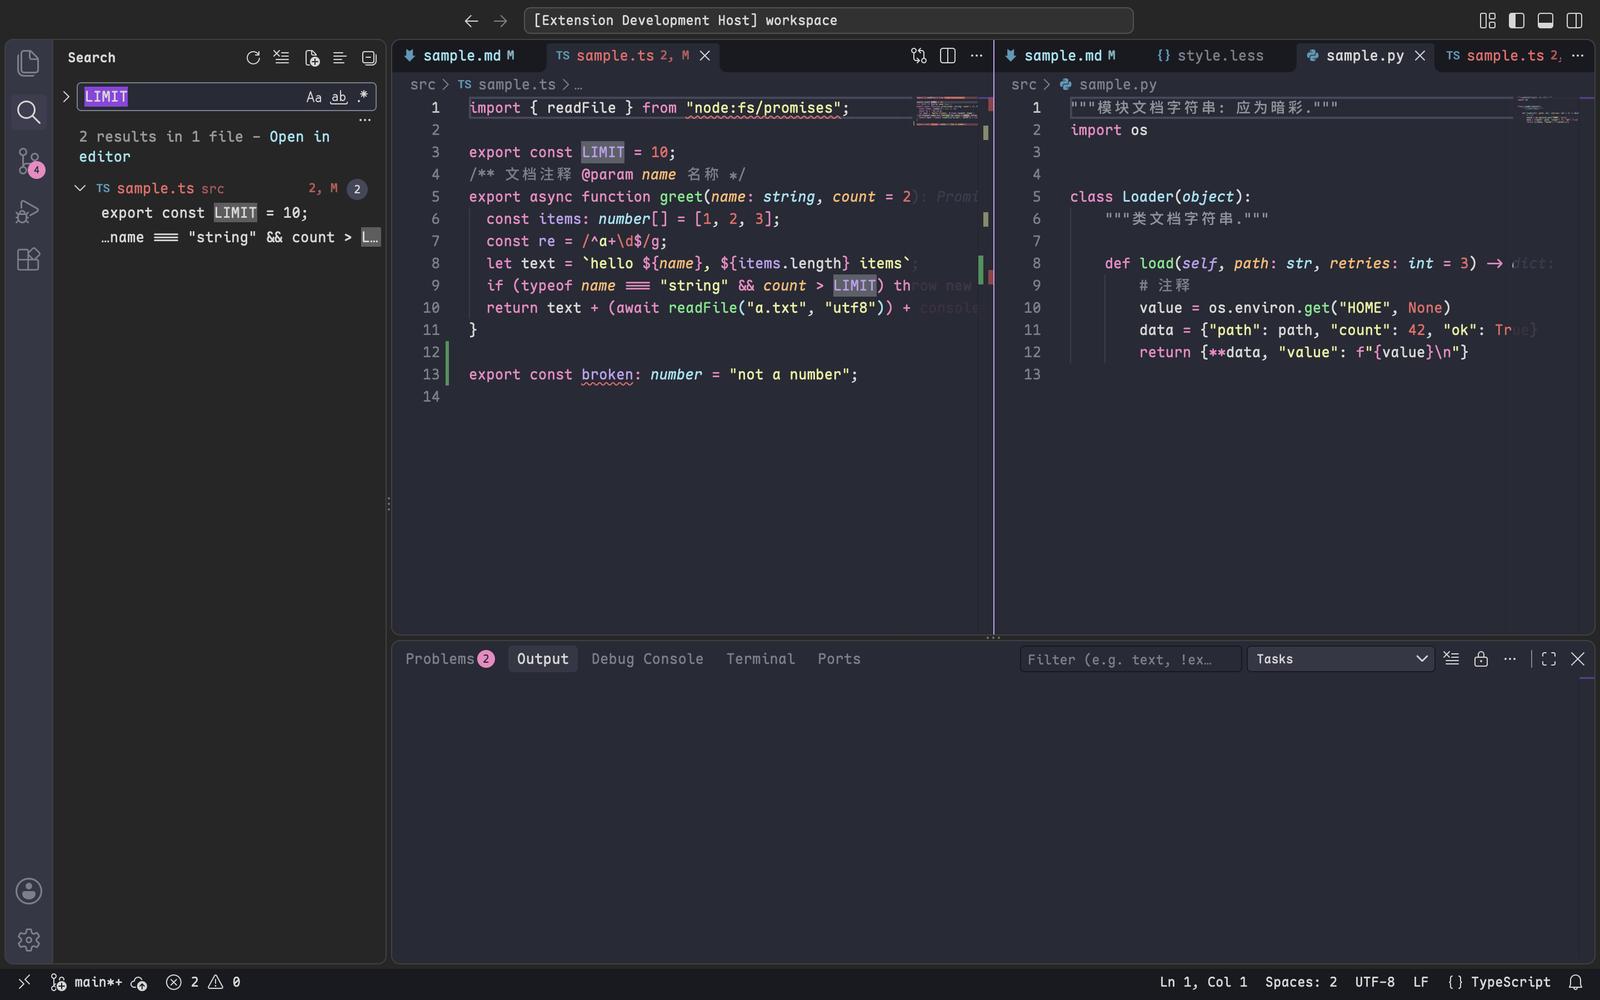 [Extension Development Host] workspace
Search
LIMIT
Aa ab .*
2 results in 1 file - Open in
editor
TS sample.ts src 2, M 2
export const LIMIT = 10;
…name === "string" && count > L…
sample.md M
TS sample.ts 2, M
src > TS sample.ts > …
1 import { readFile } from "node:fs/promises";
2
3 export const LIMIT = 10;
4 /** 文档注释 @param name 名称 */
5 export async function greet(name: string, count = 2): Promi
6 const items: number[] = [1, 2, 3];
7 const re = /^a+\d$/g;
8 let text = `hello ${name}, ${items.length} items`;
9 if (typeof name === "string" && count > LIMIT) throw new
10 return text + (await readFile("a.txt", "utf8")) + console
11 }
12
13 export const broken: number = "not a number";
14
sample.md M
{} style.less
sample.py
TS sample.ts 2,
src > sample.py
1 """模块文档字符串: 应为暗彩."""
2 import os
3
4
5 class Loader(object):
6 """类文档字符串."""
7
8 def load(self, path: str, retries: int = 3) -> dict:
9 # 注释
10 value = os.environ.get("HOME", None)
11 data = {"path": path, "count": 42, "ok": True}
12 return {**data, "value": f"{value}\n"}
13
Problems 2 Output Debug Console Terminal Ports
Filter (e.g. text, !ex…
Tasks
4
main*+ 2 0
Ln 1, Col 1 Spaces: 2 UTF-8 LF {} TypeScript